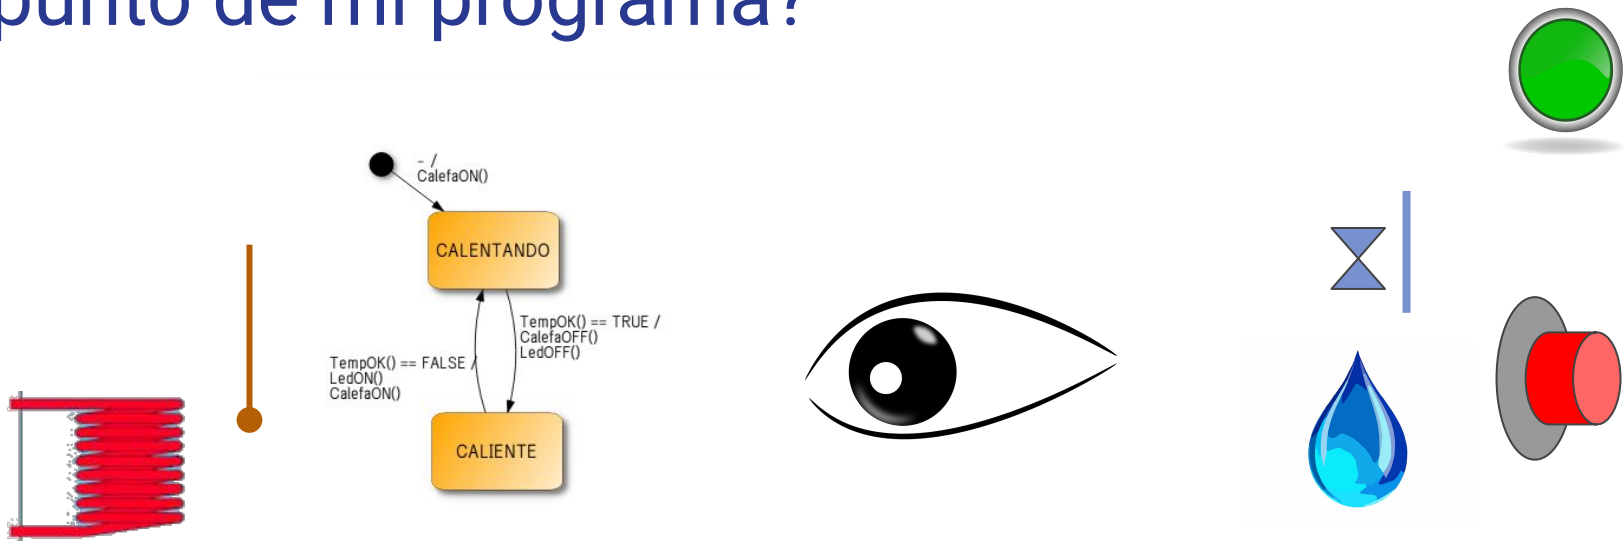 punto de mi programa?
- /
CalefaON()
CALENTANDO
TempOK() == TRUE /
CalefaOFF()
LedOFF()
TempOK() == FALSE /
LedON()
CalefaON()
CALIENTE